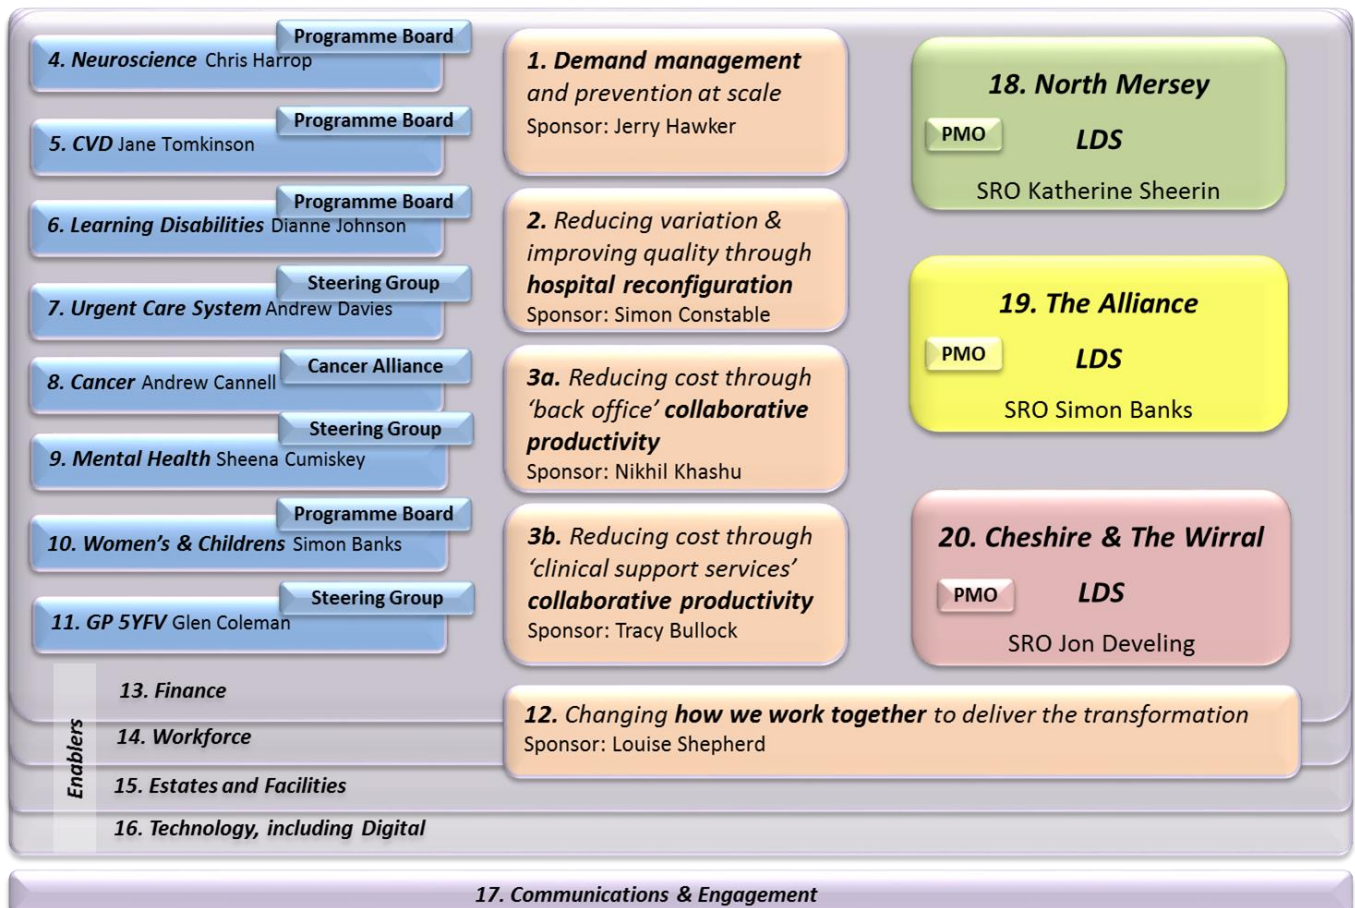 Programme Board
4. Neuroscience Chris Harrop
Programme Board
5. CVD Jane Tomkinson
Programme Board
6. Learning Disabilities Dianne Johnson
Steering Group
7. Urgent Care System Andrew Davies
Cancer Alliance
8. Cancer Andrew Cannell
Steering Group
9. Mental Health Sheena Cumiskey
Programme Board
10. Women's & Childrens Simon Banks
Steering Group
11. GP 5YFV Glen Coleman
1. Demand management
and prevention at scale
Sponsor: Jerry Hawker
2. Reducing variation &
improving quality through
hospital reconfiguration
Sponsor: Simon Constable
3a. Reducing cost through
‘back office’ collaborative
productivity
Sponsor: Nikhil Khashu
3b. Reducing cost through
‘clinical support services’
collaborative productivity
Sponsor: Tracy Bullock
18. North Mersey
PMO
LDS
SRO Katherine Sheerin
19. The Alliance
PMO
LDS
SRO Simon Banks
20. Cheshire & The Wirral
PMO
LDS
SRO Jon Develing
12. Changing how we work together to deliver the transformation
Sponsor: Louise Shepherd
Enablers
13. Finance
14. Workforce
15. Estates and Facilities
16. Technology, including Digital
17. Communications & Engagement